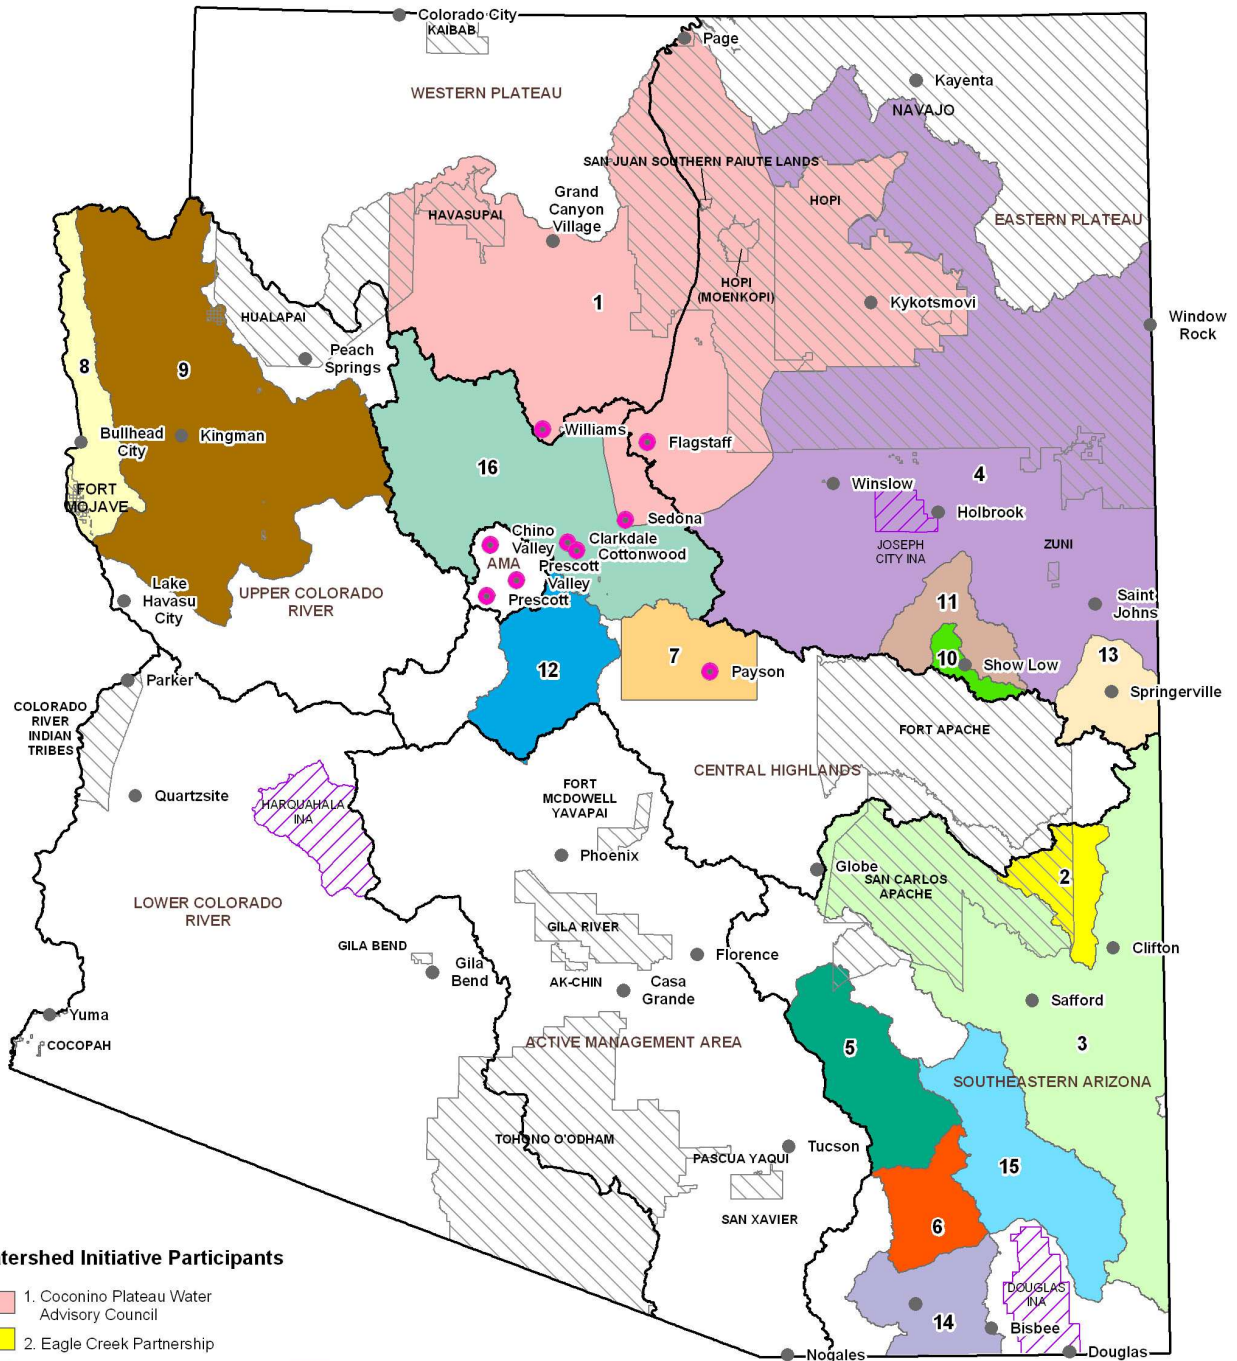 Colorado City
KAIBAB
Page
WESTERN PLATEAU
Kayenta
NAVAJO
SAN JUAN SOUTHERN PAIUTE LANDS
Grand
Canyon
Village
HAVASUPAI
HOPI
EASTERN PLATEAU
HOPI
(MOENKOPI)
1
Kykotsmovi
HUALAPAI
Window
Rock
Peach
Springs
8
9
Bullhead
City
Kingman
Williams
Flagstaff
16
4
Winslow
FORT
MOJAVE
Holbrook
Sedona
Chino
Valley
Clarkdale
Cottonwood
JOSEPH
CITY INA
ZUNI
AMA
Prescott
Valley
Prescott
Lake
Havasu
City
UPPER COLORADO
RIVER
11
Saint
Johns
12
7
10
Show Low
13
Payson
Springerville
Parker
COLORADO
RIVER
INDIAN
TRIBES
FORT APACHE
CENTRAL HIGHLANDS
Quartzsite
HARQUAHALA
INA
FORT
MCDOWELL
YAVAPAI
Phoenix
Globe
SAN CARLOS
APACHE
2
LOWER COLORADO
RIVER
GILA RIVER
GILA BEND
Gila
Bend
AK-CHIN
Florence
Casa
Grande
Clifton
Safford
Yuma
COCOPAH
ACTIVE MANAGEMENT AREA
5
3
SOUTHEASTERN ARIZONA
TOHONO O'ODHAM
Tucson
PASCUA YAQUI
15
SAN XAVIER
6
DOUGLAS
INA
14
Bisbee
Nogales
Douglas
tershed Initiative Participants
1. Coconino Plateau Water
Advisory Council
2. Eagle Creek Partnership